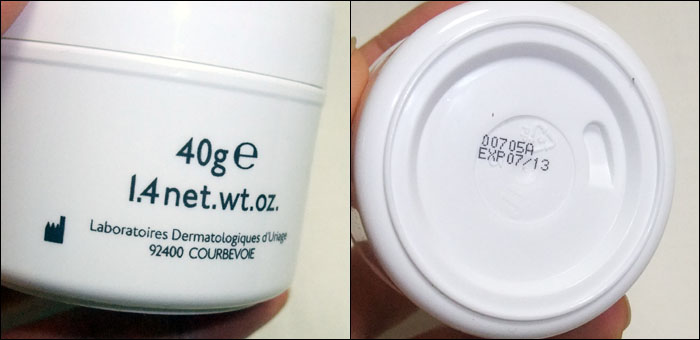 40g℮
1.4 net.wt.oz.
Laboratoires Dermatologiques d'Uriage
92400 COURBEVOIE
00705A
EXP07/13